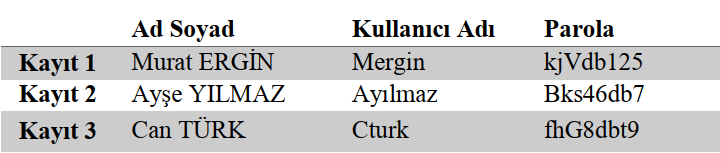 Ad Soyad Kullanıcı Adı Parola
Kayıt 1 Murat ERGİN Mergin kjVdb125
Kayıt 2 Ayşe YILMAZ Ayılmaz Bks46db7
Kayıt 3 Can TÜRK Cturk fhG8dbt9